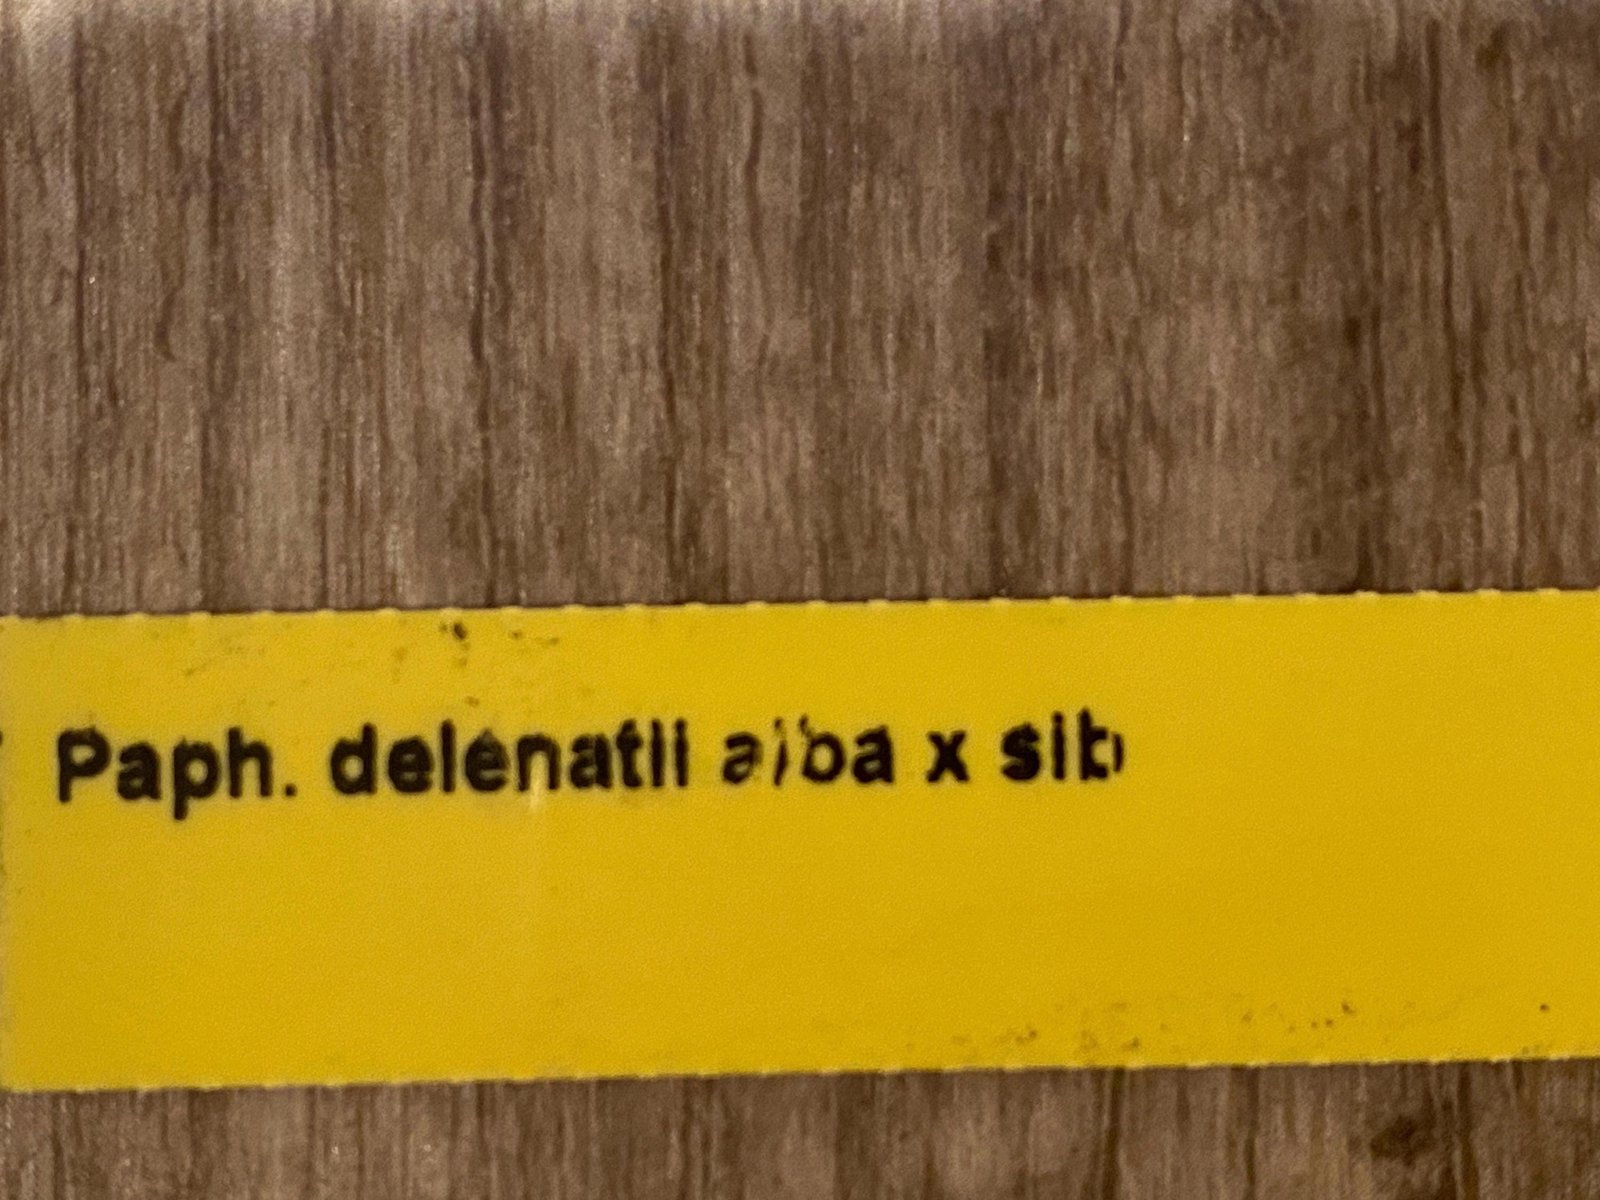 Paph. delenatii alba x sib